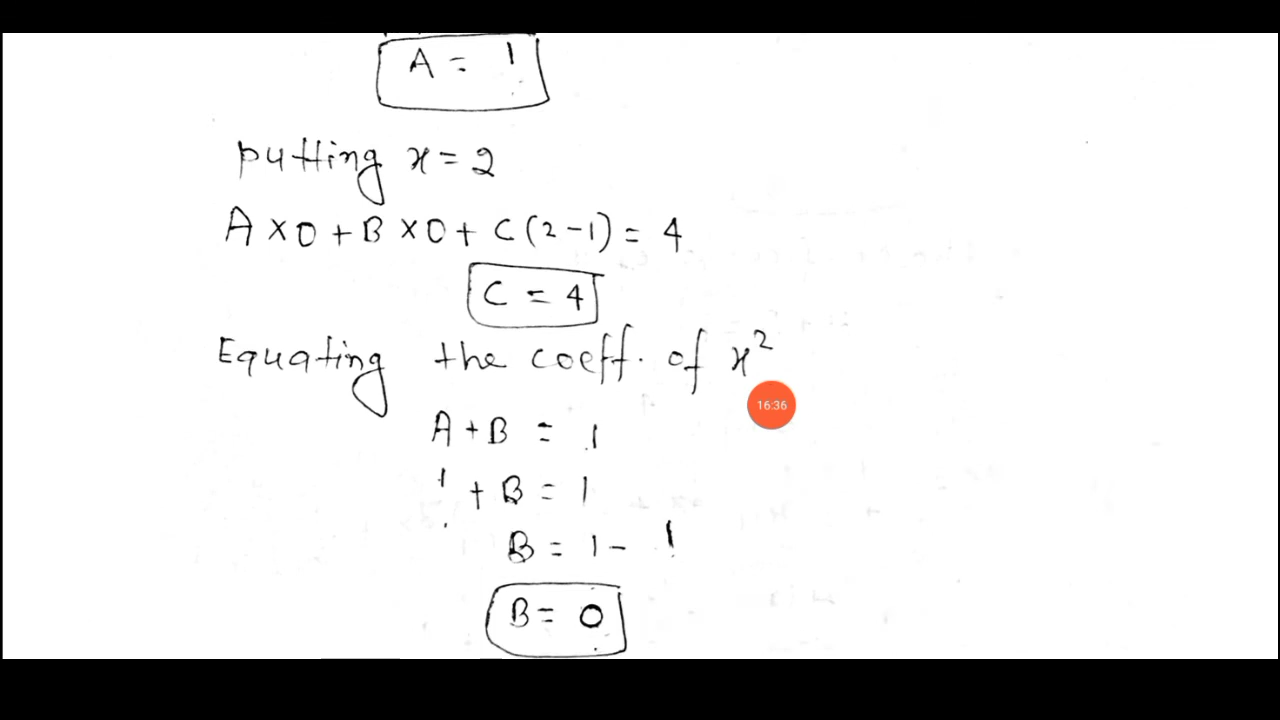 A = 1
putting x = 2
A × 0 + B × 0 + C (2 - 1) = 4
C = 4
Equating the coeff. of x²
16:36
A + B = 1
1 + B = 1
B = 1 - 1
B = 0